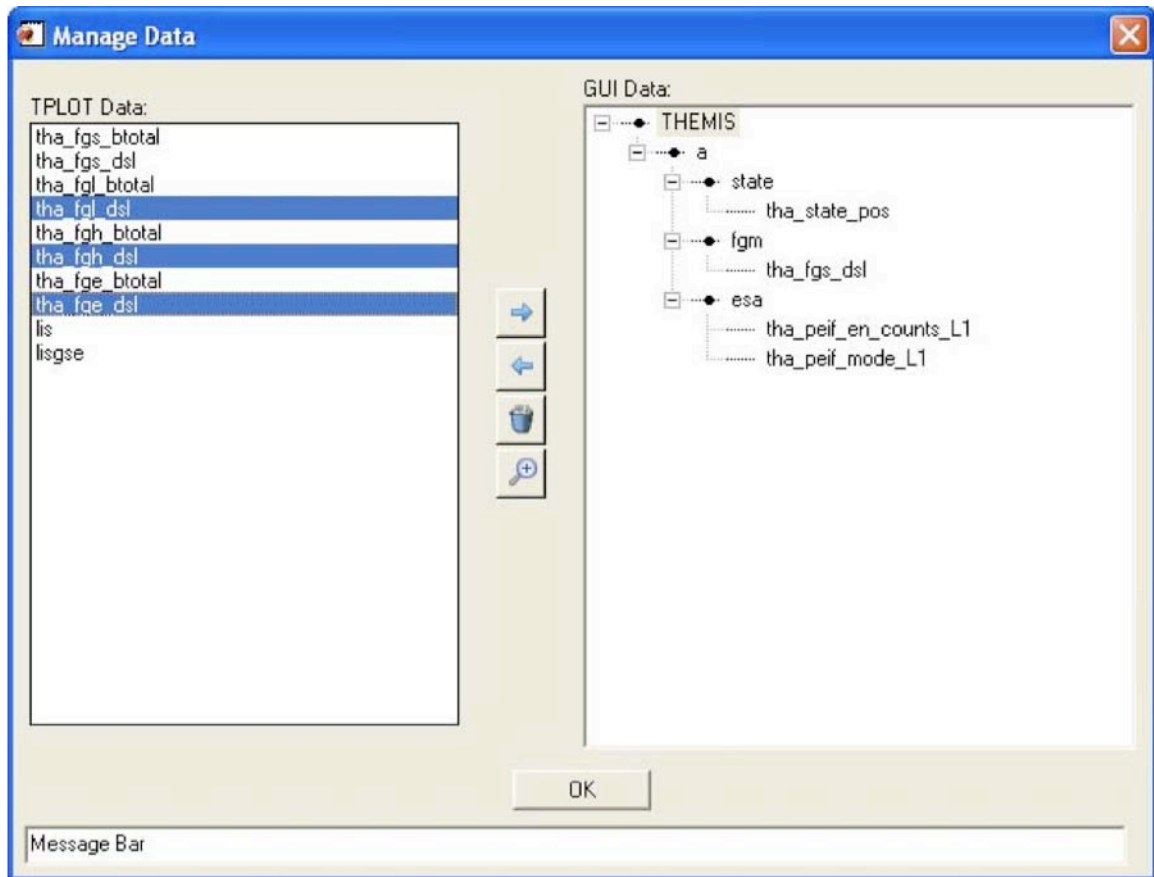 Manage Data
TPLOT Data:
tha_fgs_btotal
tha_fgs_dsl
tha_fgl_btotal
tha_fgl_dsl
tha_fgh_btotal
tha_fgh_dsl
tha_fge_btotal
tha_fge_dsl
lis
lisgse
GUI Data:
THEMIS
a
state
tha_state_pos
fgm
tha_fgs_dsl
esa
tha_peif_en_counts_L1
tha_peif_mode_L1
OK
Message Bar